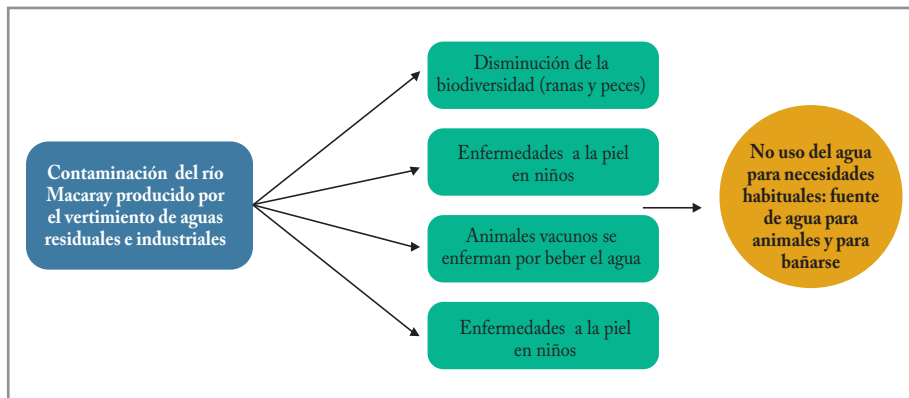 Contaminación del río
Macaray producido por
el vertimiento de aguas
residuales e industriales
Disminución de la
biodiversidad (ranas y peces)
Enfermedades a la piel
en niños
Animales vacunos se
enferman por beber el agua
Enfermedades a la piel
en niños
No uso del agua
para necesidades
habituales: fuente
de agua para
animales y para
bañarse